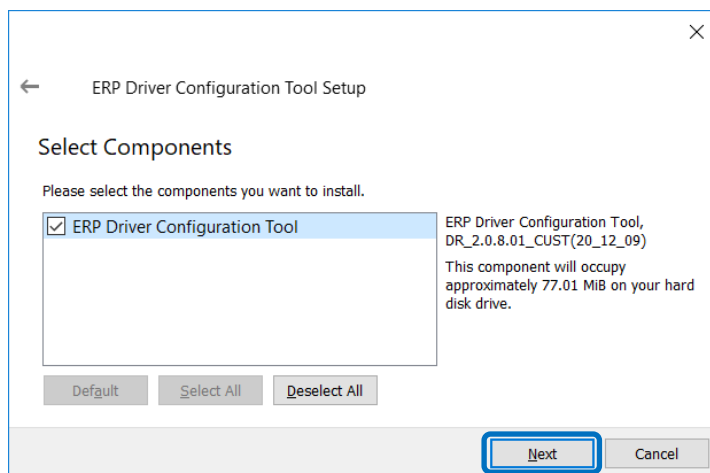 ERP Driver Configuration Tool Setup
Select Components
Please select the components you want to install.
ERP Driver Configuration Tool
ERP Driver Configuration Tool,
DR_2.0.8.01_CUST(20_12_09)
This component will occupy
approximately 77.01 MiB on your hard
disk drive.
Default
Select All
Deselect All
Next
Cancel